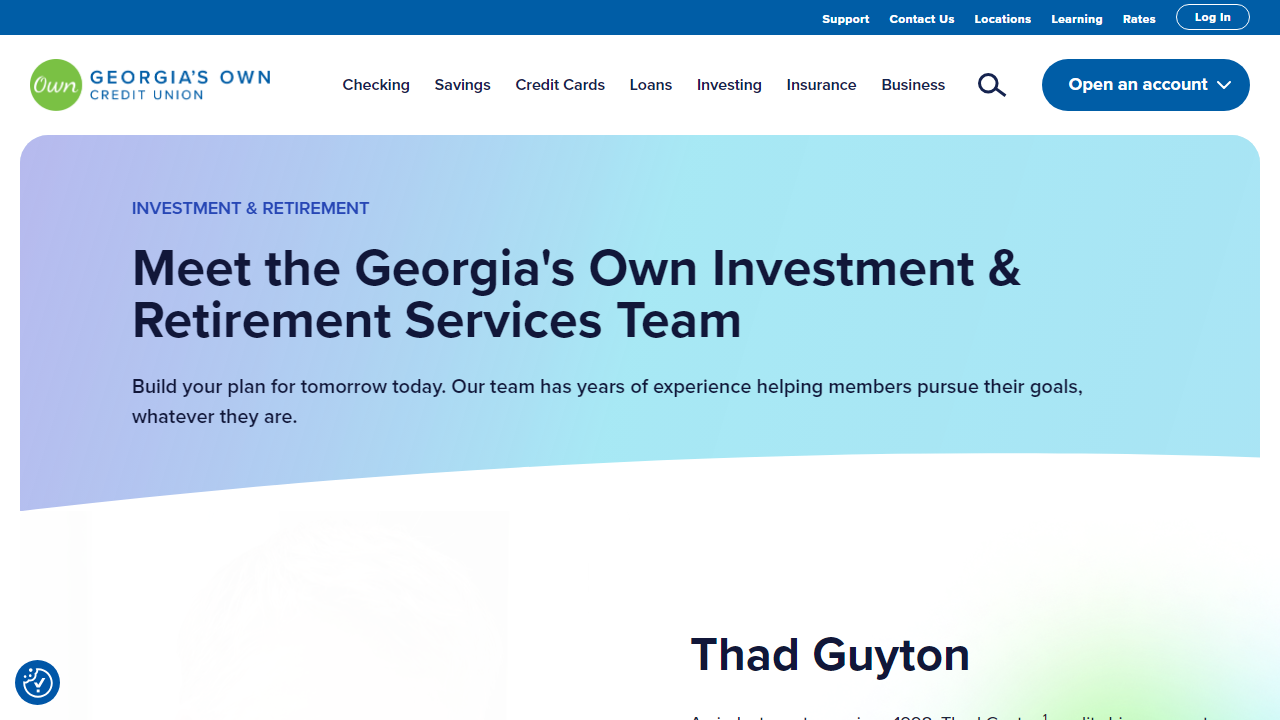 Support Contact Us Locations Learning Rates Log In
Own GEORGIA'S OWN
CREDIT UNION
Checking Savings Credit Cards Loans Investing Insurance Business Open an account
INVESTMENT & RETIREMENT
Meet the Georgia's Own Investment &
Retirement Services Team
Build your plan for tomorrow today. Our team has years of experience helping members pursue their goals,
whatever they are.
Thad Guyton